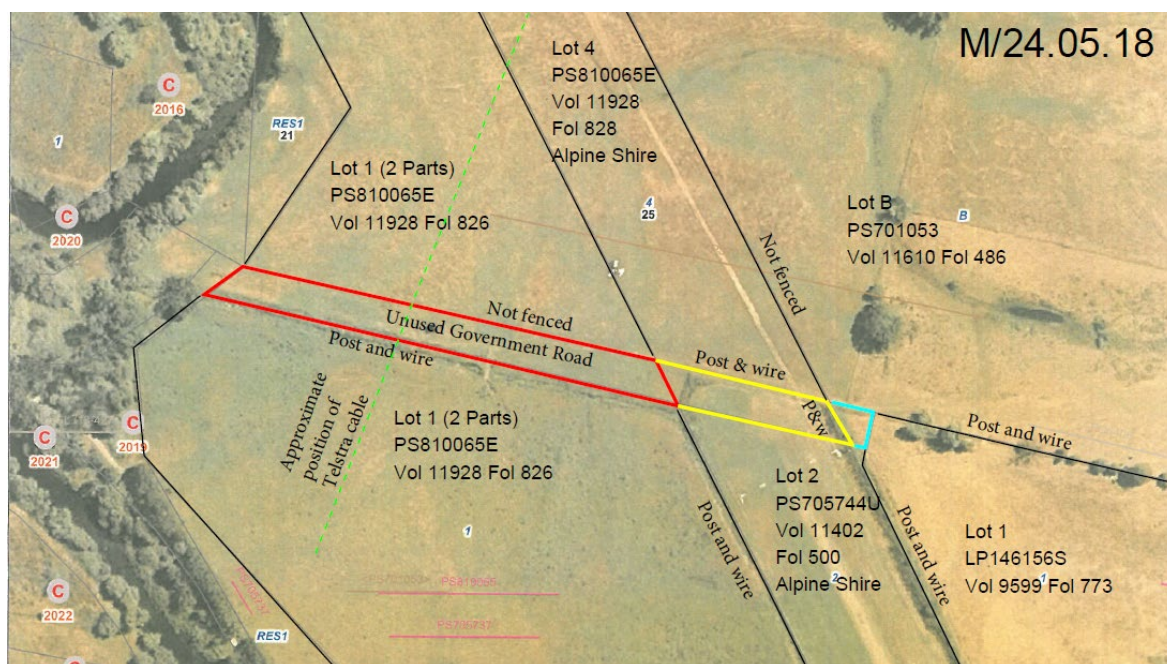 M/24.05.18
Lot 4
PS810065E
Vol 11928
Fol 828
Alpine Shire
C
2016
1
RES1
21
Lot 1 (2 Parts)
PS810065E
Vol 11928 Fol 826
4
25
Lot B
PS701053
Vol 11610 Fol 486
B
C
2020
Not fenced
Not fenced
Unused Government Road
Post and wire
Post & wire
P&w
Approximate
position of
Telstra cable
Lot 1 (2 Parts)
PS810065E
Vol 11928 Fol 826
C
2019
C
2021
Post and wire
Lot 2
PS705744U
Vol 11402
Fol 500
Alpine Shire
2
Post and wire
Post and wire
Lot 1
LP146156S
Vol 9599 Fol 773
1
1
C
2022
RES1
C